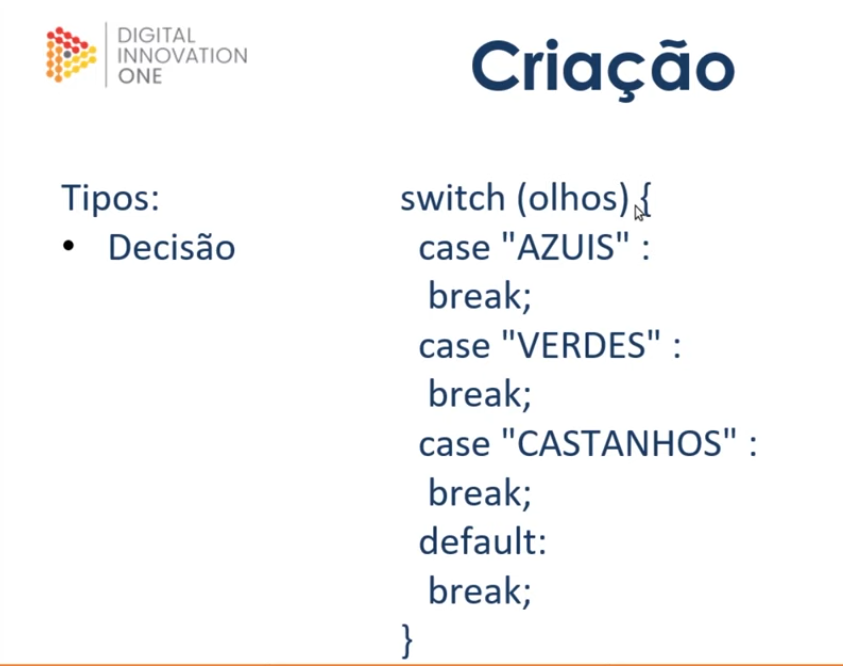 DIGITAL
INNOVATION
ONE
Criação
Tipos:
• Decisão
switch (olhos) {
case "AZUIS" :
break;
case "VERDES" :
break;
case "CASTANHOS" :
break;
default:
break;
}